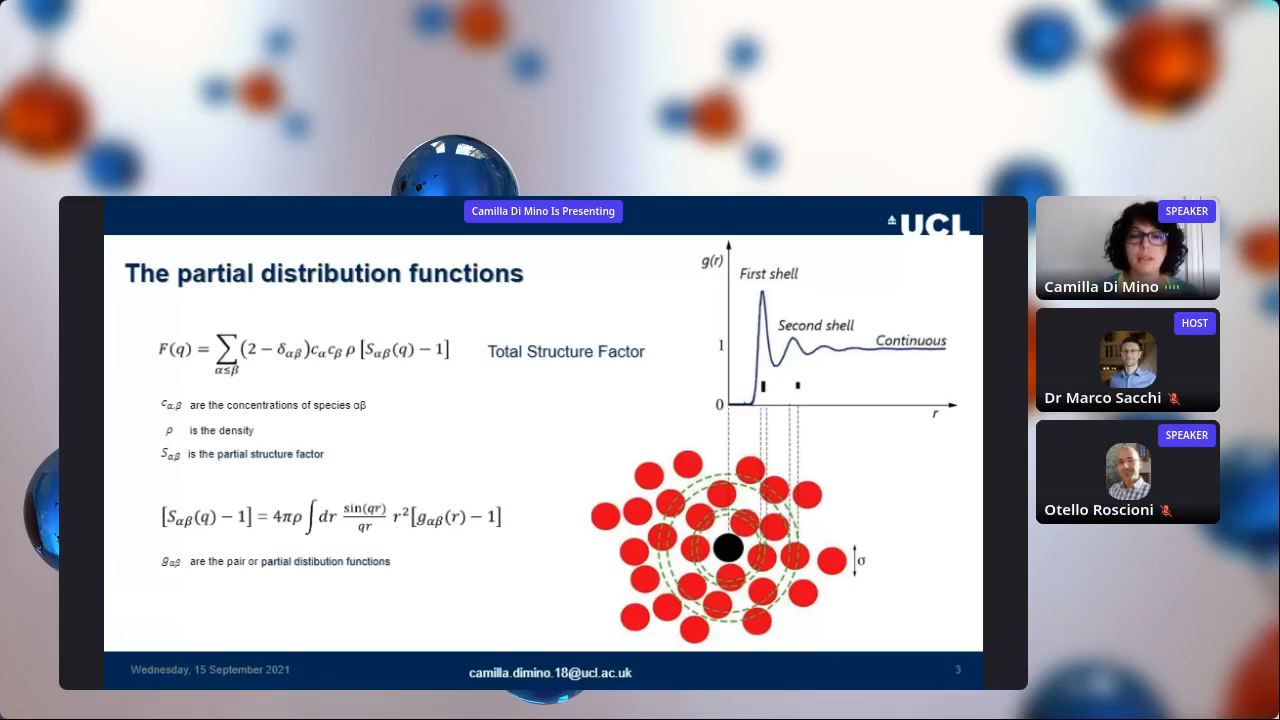 Camilla Di Mino Is Presenting
UCL
The partial distribution functions
F(q) = ∑α≤β (2 − δαβ)cαcβ ρ [Sαβ(q) − 1]
Total Structure Factor
cα,β are the concentrations of species αβ
ρ is the density
Sαβ is the partial structure factor
[Sαβ(q) − 1] = 4πρ ∫ dr sin(qr)/qr r² [gαβ(r) − 1]
gαβ are the pair or partial distibution functions
g(r)
First shell
Second shell
Continuous
1
0
r
σ
Wednesday, 15 September 2021
camilla.dimino.18@ucl.ac.uk
3
SPEAKER
Camilla Di Mino
HOST
Dr Marco Sacchi
SPEAKER
Otello Roscioni